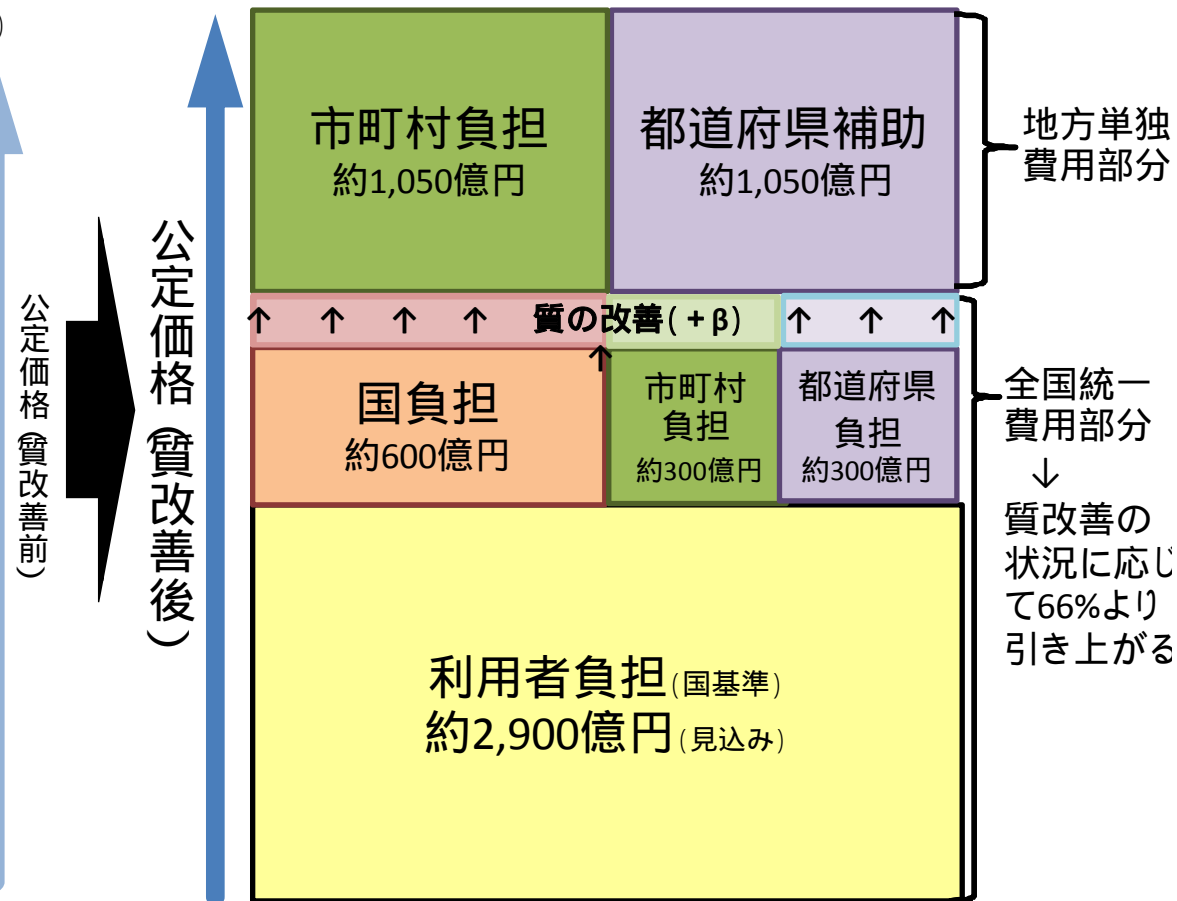 )
公定価格(質改善前)
公定価格(質改善後)
市町村負担
約1,050億円
都道府県補助
約1,050億円
地方単独
費用部分
↑ ↑ ↑ ↑ 質の改善(+β) ↑ ↑ ↑
↑
国負担
約600億円
市町村
負担
約300億円
都道府県
負担
約300億円
全国統一
費用部分
↓
質改善の
状況に応じ
て66%より
引き上がる
利用者負担(国基準)
約2,900億円(見込み)